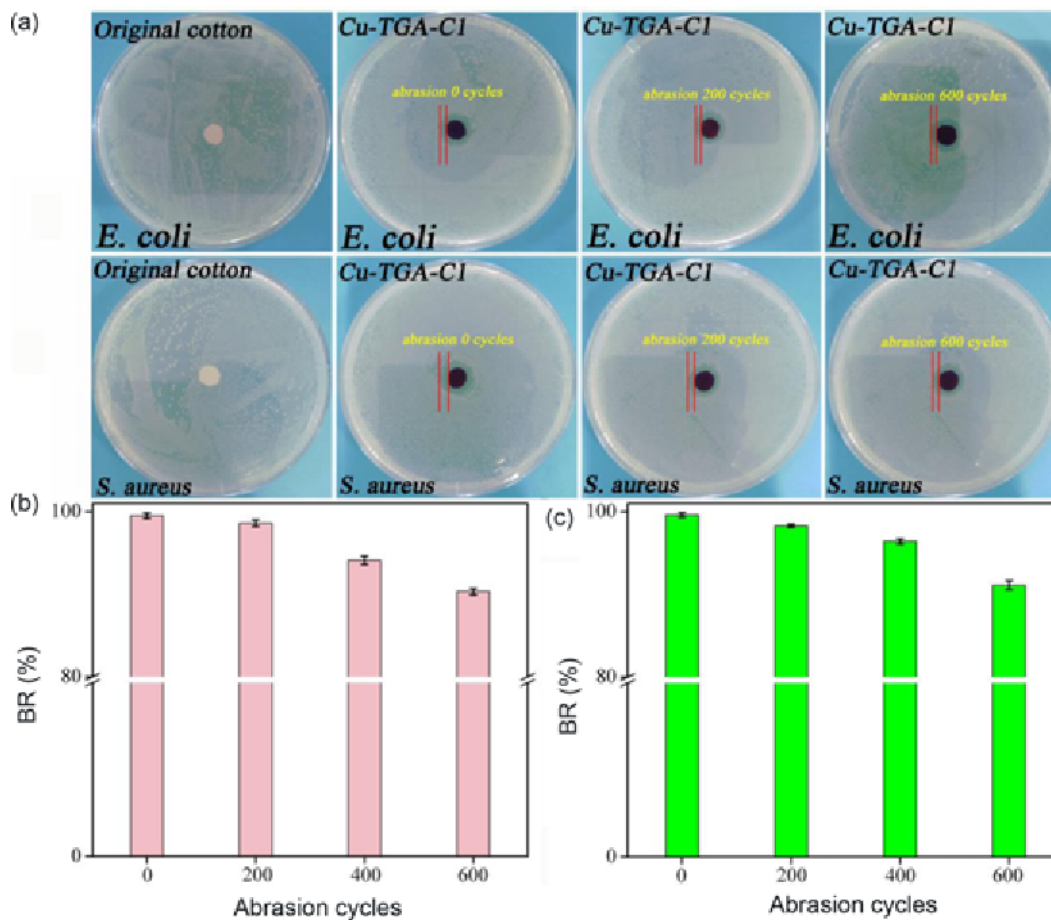 (a)
Original cotton
Cu-TGA-C1
Cu-TGA-C1
Cu-TGA-C1
abrasion 0 cycles
abrasion 200 cycles
abrasion 600 cycles
E. coli
E. coli
E. coli
E. coli
Original cotton
Cu-TGA-C1
Cu-TGA-C1
Cu-TGA-C1
abrasion 0 cycles
abrasion 200 cycles
abrasion 600 cycles
S. aureus
S. aureus
S. aureus
S. aureus
(b)
100
80
0
BR (%)
0 200 400 600
Abrasion cycles
(c)
100
80
0
BR (%)
0 200 400 600
Abrasion cycles